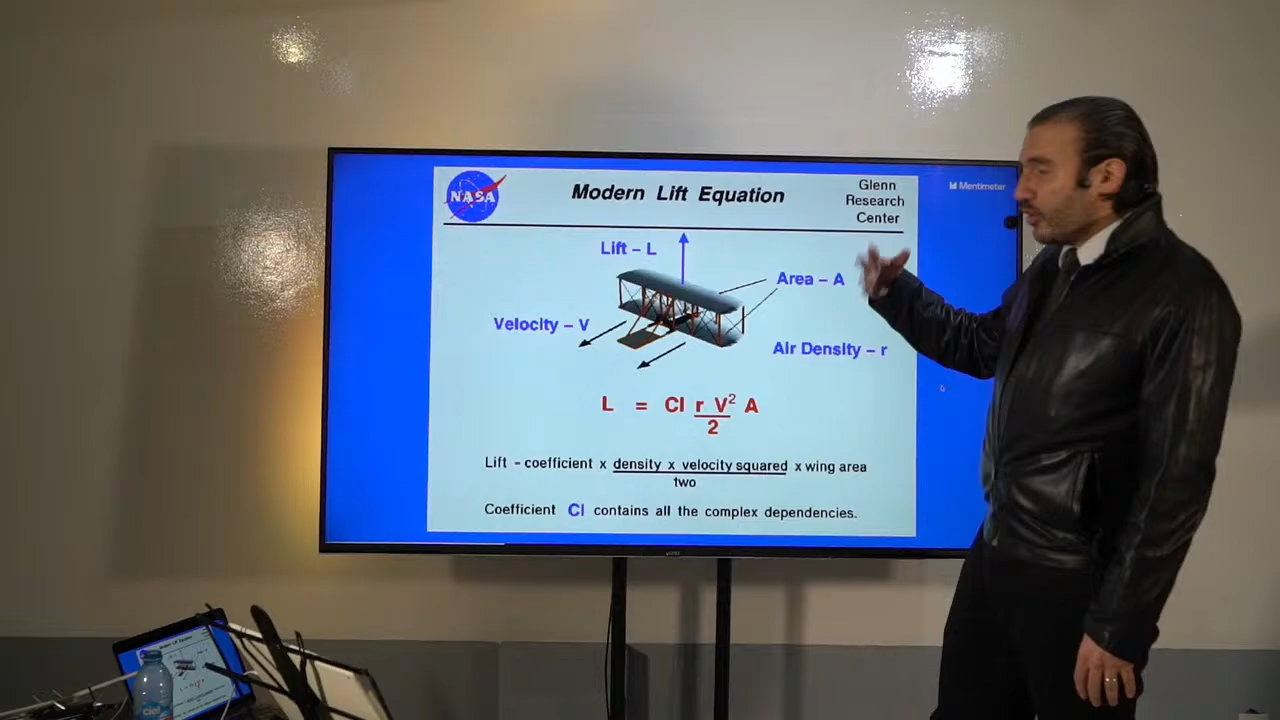 NASA
Modern Lift Equation
Glenn
Research
Center
Mentimeter
Lift – L
Area – A
Velocity – V
Air Density – r
L = Cl r V² A
2
Lift - coefficient x density x velocity squared x wing area
two
Coefficient Cl contains all the complex dependencies.